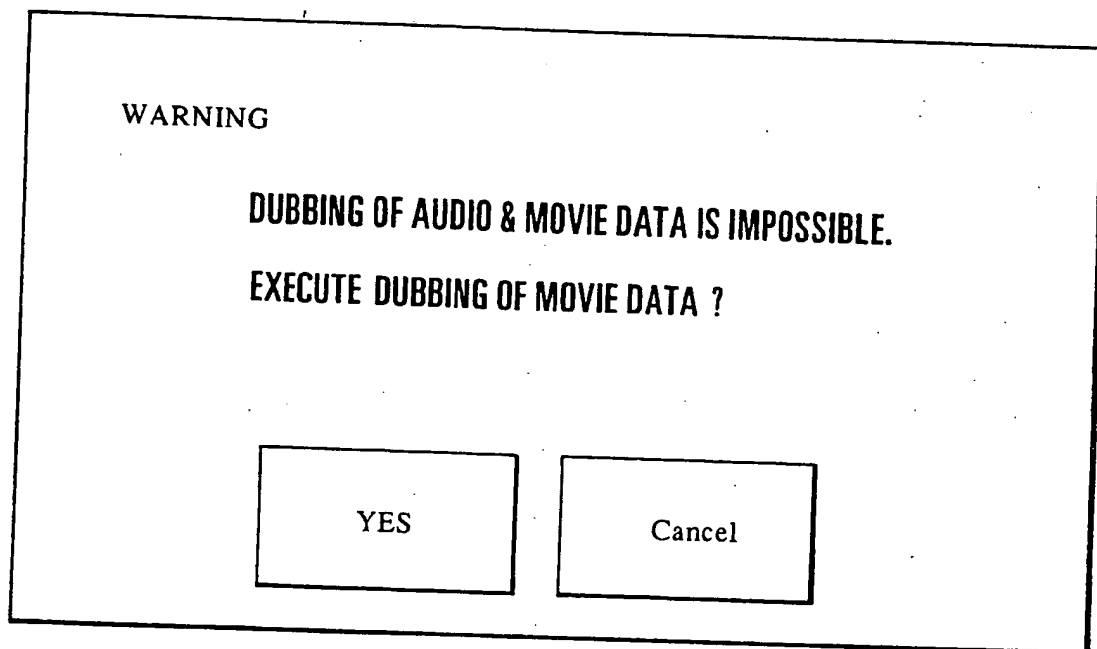 WARNING
DUBBING OF AUDIO & MOVIE DATA IS IMPOSSIBLE.
EXECUTE DUBBING OF MOVIE DATA ?
YES
Cancel